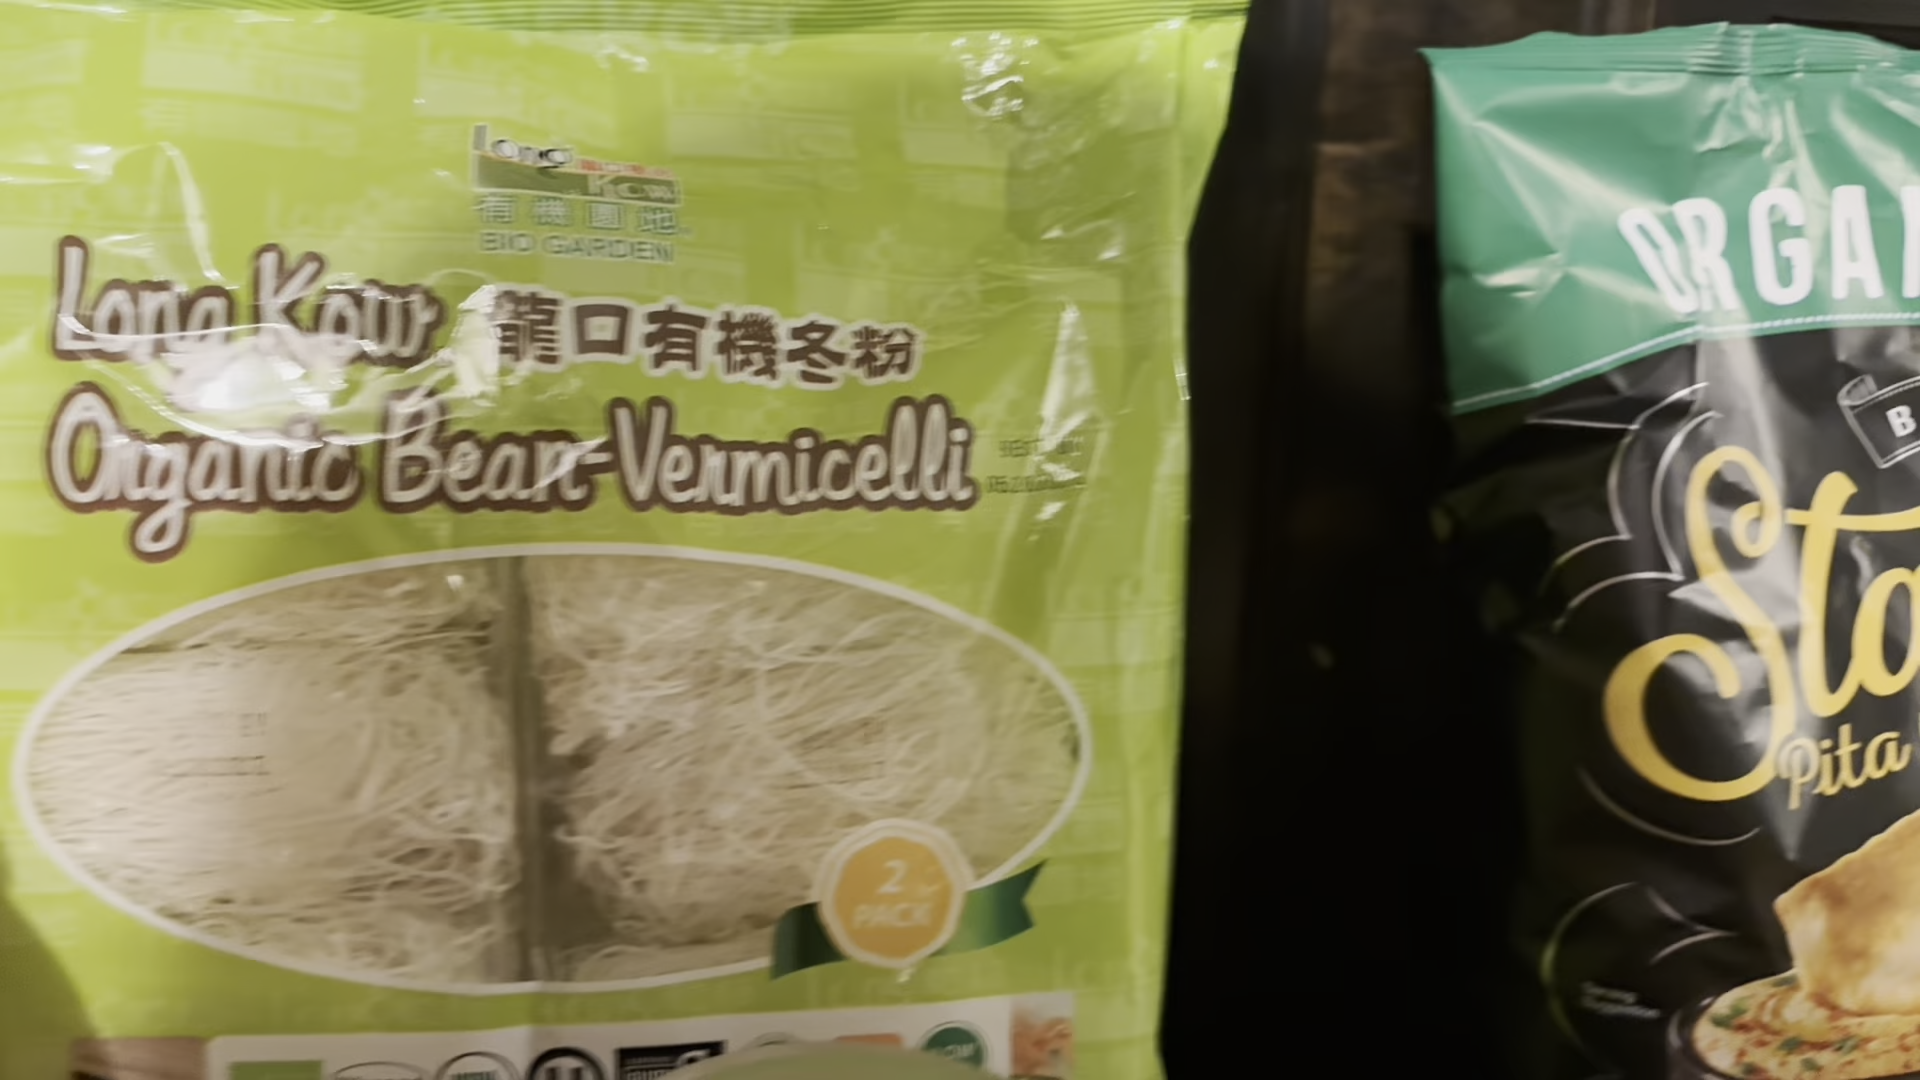 Long
Kow
有機園地
BIO GARDEN
Long Kow 龍口有機冬粉
Organic Bean-Vermicelli
2
PACK
ORGA
B
Sta
Pita